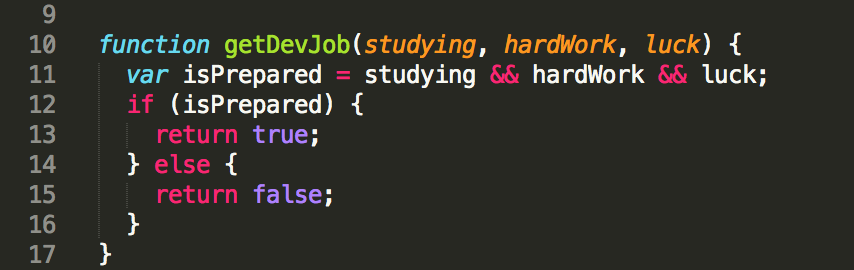 9
10 function getDevJob(studying, hardWork, luck) {
11 var isPrepared = studying && hardWork && luck;
12 if (isPrepared) {
13 return true;
14 } else {
15 return false;
16 }
17 }